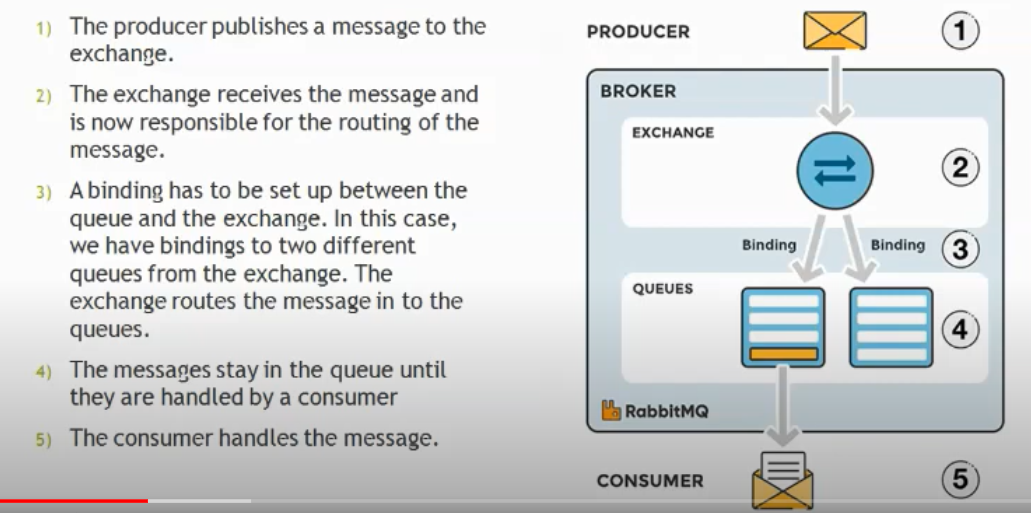 1) The producer publishes a message to the
exchange.
2) The exchange receives the message and
is now responsible for the routing of the
message.
3) A binding has to be set up between the
queue and the exchange. In this case,
we have bindings to two different
queues from the exchange. The
exchange routes the message in to the
queues.
4) The messages stay in the queue until
they are handled by a consumer
5) The consumer handles the message.
PRODUCER
1
BROKER
EXCHANGE
2
Binding
Binding
3
QUEUES
4
RabbitMQ
CONSUMER
5